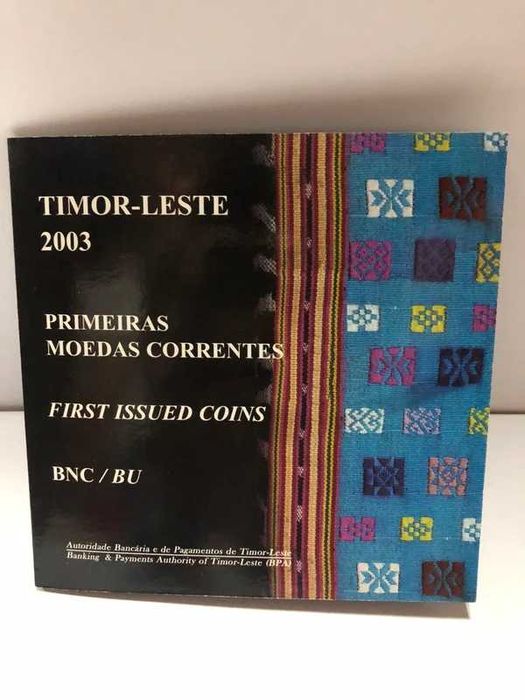 TIMOR-LESTE
2003
PRIMEIRAS
MOEDAS CORRENTES
FIRST ISSUED COINS
BNC / BU
Autoridade Bancária e de Pagamentos de Timor-Leste
Banking & Payments Authority of Timor-Leste (BPA)